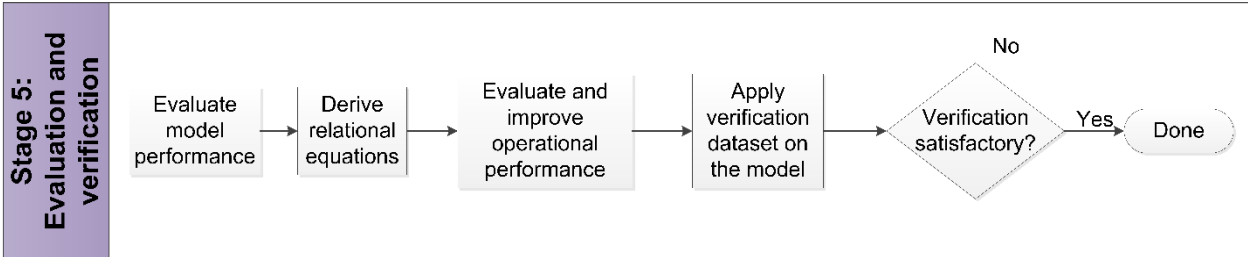 Stage 5:
Evaluation and
verification
Evaluate
model
performance
Derive
relational
equations
Evaluate and
improve
operational
performance
Apply
verification
dataset on
the model
No
Verification
satisfactory?
Yes
Done